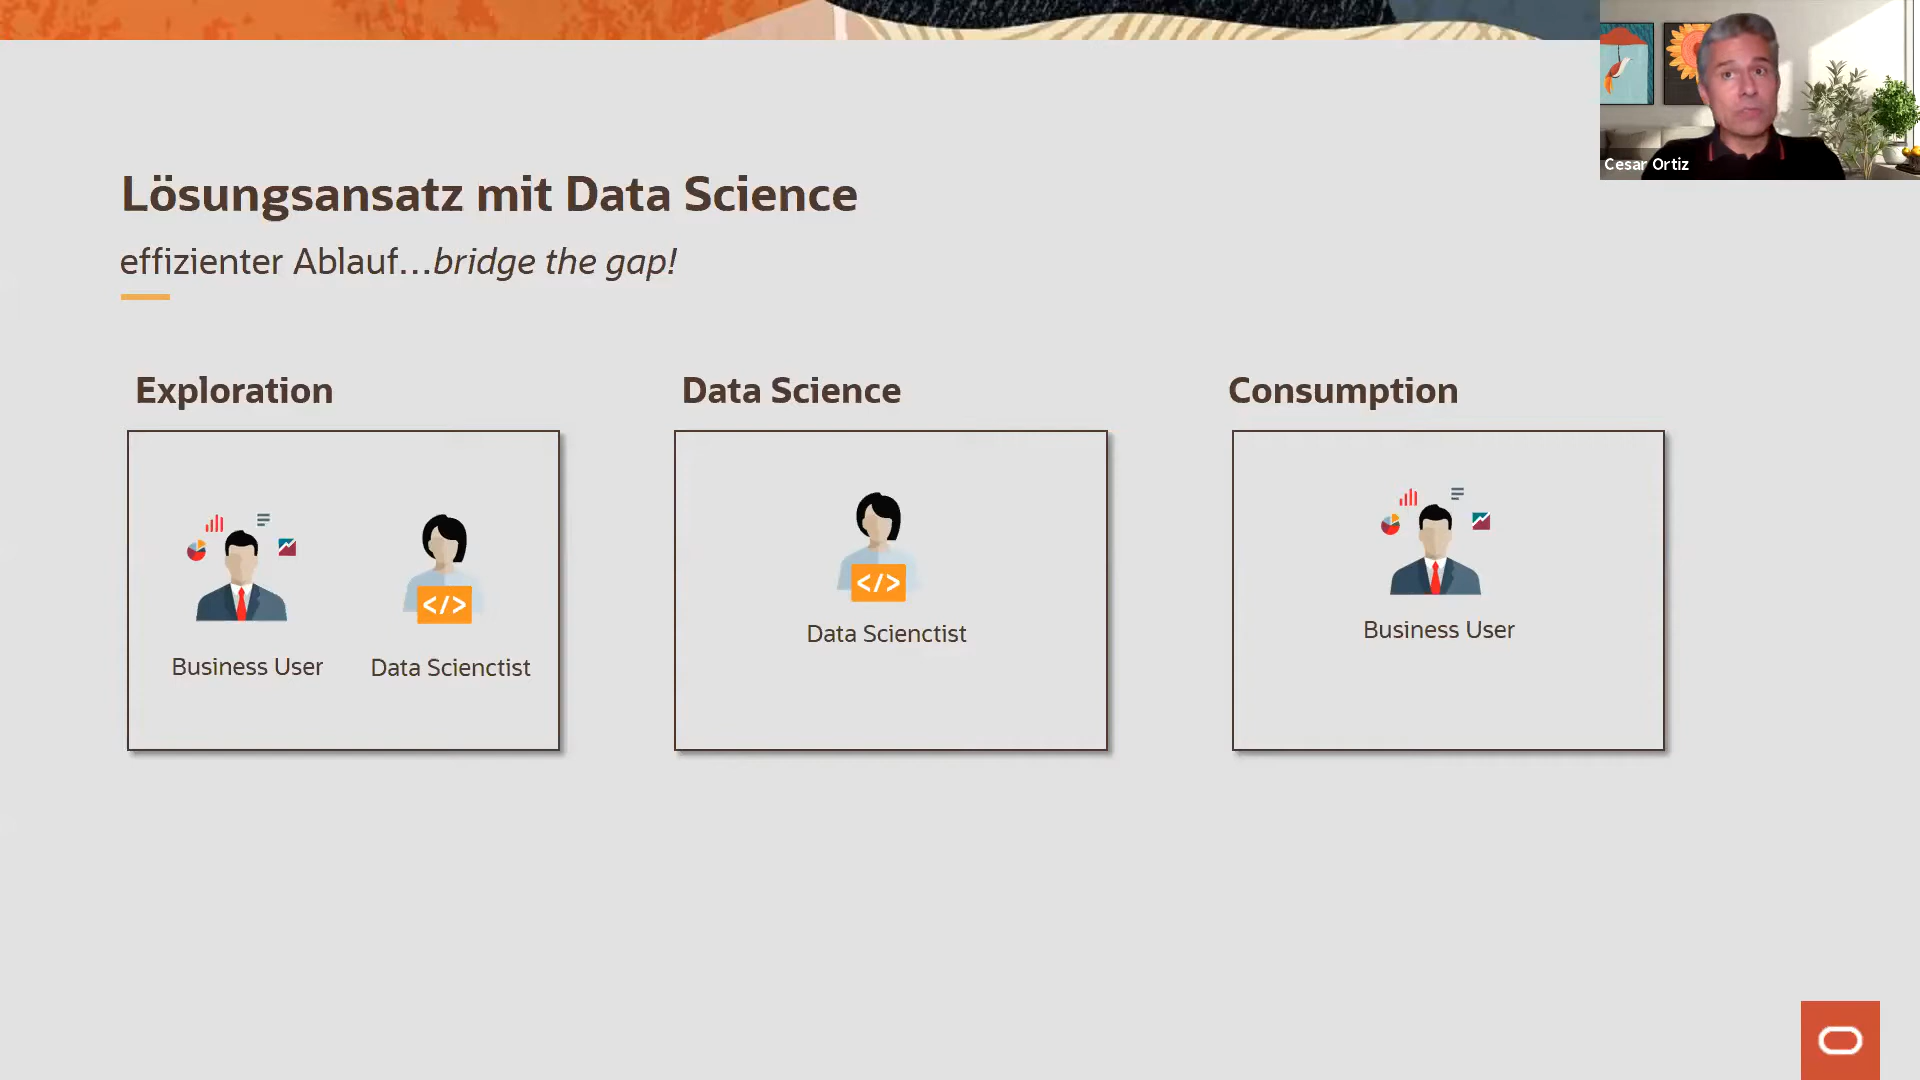 Cesar Ortiz
Lösungsansatz mit Data Science
effizienter Ablauf...bridge the gap!
Exploration
Data Science
Consumption
</>
</>
Business User
Data Scienctist
Data Scienctist
Business User